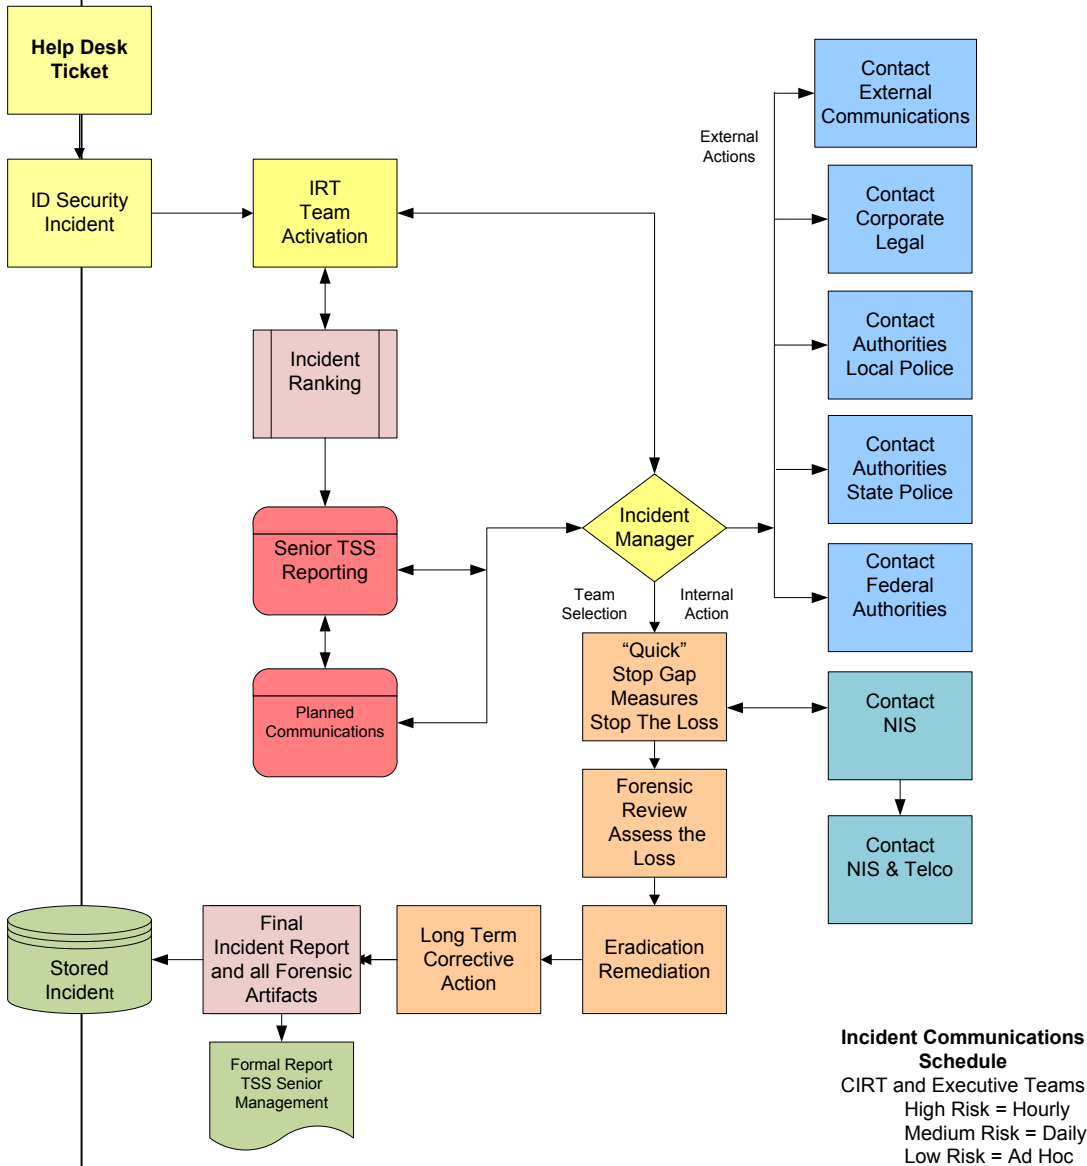 Help Desk
Ticket
ID Security
Incident
IRT
Team
Activation
Incident
Ranking
Senior TSS
Reporting
Planned
Communications
External
Actions
Incident
Manager
Team
Selection
Internal
Action
Contact
External
Communications
Contact
Corporate
Legal
Contact
Authorities
Local Police
Contact
Authorities
State Police
Contact
Federal
Authorities
“Quick”
Stop Gap
Measures
Stop The Loss
Contact
NIS
Forensic
Review
Assess the
Loss
Contact
NIS & Telco
Eradication
Remediation
Long Term
Corrective
Action
Final
Incident Report
and all Forensic
Artifacts
Stored
Incident
Formal Report
TSS Senior
Management
Incident Communications
Schedule
CIRT and Executive Teams
High Risk = Hourly
Medium Risk = Daily
Low Risk = Ad Hoc